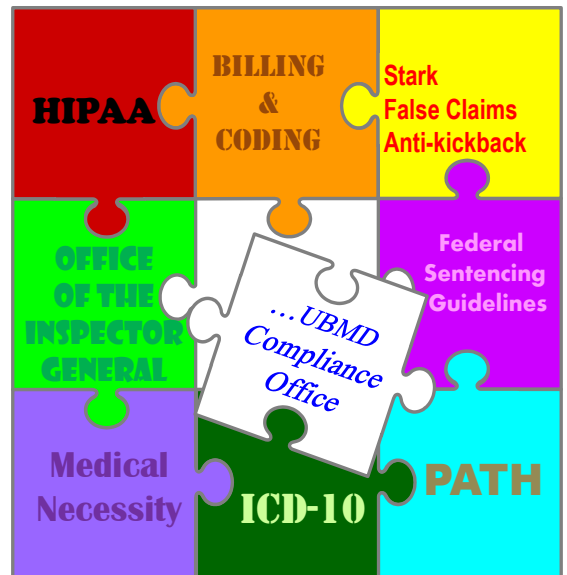 HIPAA
BILLING
&
CODING
Stark
False Claims
Anti-kickback
OFFICE
OF THE
INSPECTOR
GENERAL
...UBMD
Compliance
Office
Federal
Sentencing
Guidelines
Medical
Necessity
ICD-10
PATH